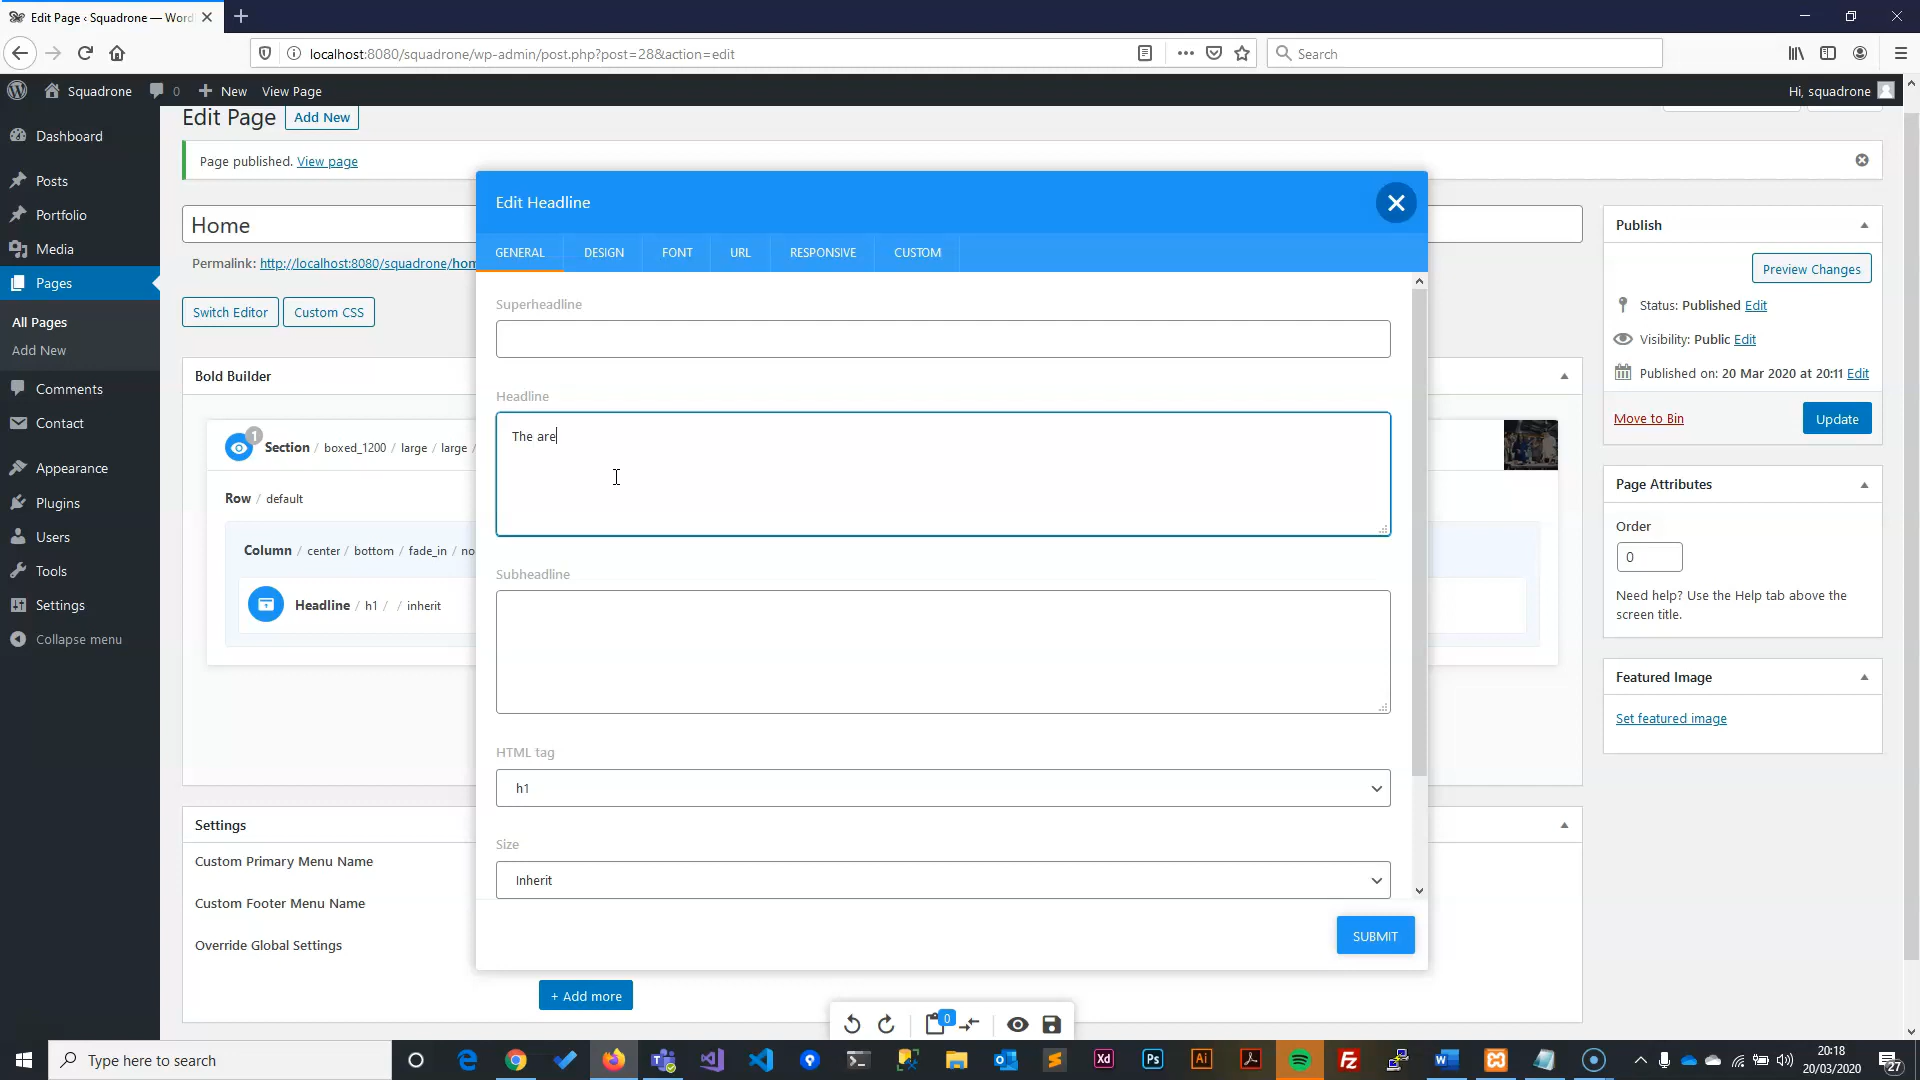 Edit Page ‹ Squadrone — Word
localhost:8080/squadrone/wp-admin/post.php?post=28&action=edit
Search
Squadrone
0
New
View Page
Hi, squadrone
Dashboard
Posts
Portfolio
Media
Pages
All Pages
Add New
Comments
Contact
Appearance
Plugins
Users
Tools
Settings
Collapse menu
Edit Page
Add New
Page published. View page
Home
Permalink: http://localhost:8080/squadrone/hom
Switch Editor
Custom CSS
Bold Builder
1
Section / boxed_1200 / large / large /
Row / default
Column / center / bottom / fade_in / no
Headline / h1 / / inherit
Settings
Custom Primary Menu Name
Custom Footer Menu Name
Override Global Settings
+ Add more
Edit Headline
GENERAL
DESIGN
FONT
URL
RESPONSIVE
CUSTOM
Superheadline
Headline
The are
Subheadline
HTML tag
h1
Size
Inherit
SUBMIT
0
Publish
Preview Changes
Status: Published Edit
Visibility: Public Edit
Published on: 20 Mar 2020 at 20:11 Edit
Move to Bin
Update
Page Attributes
Order
0
Need help? Use the Help tab above the
screen title.
Featured Image
Set featured image
Type here to search
Xd
Ps
Ai
20:18
20/03/2020
27